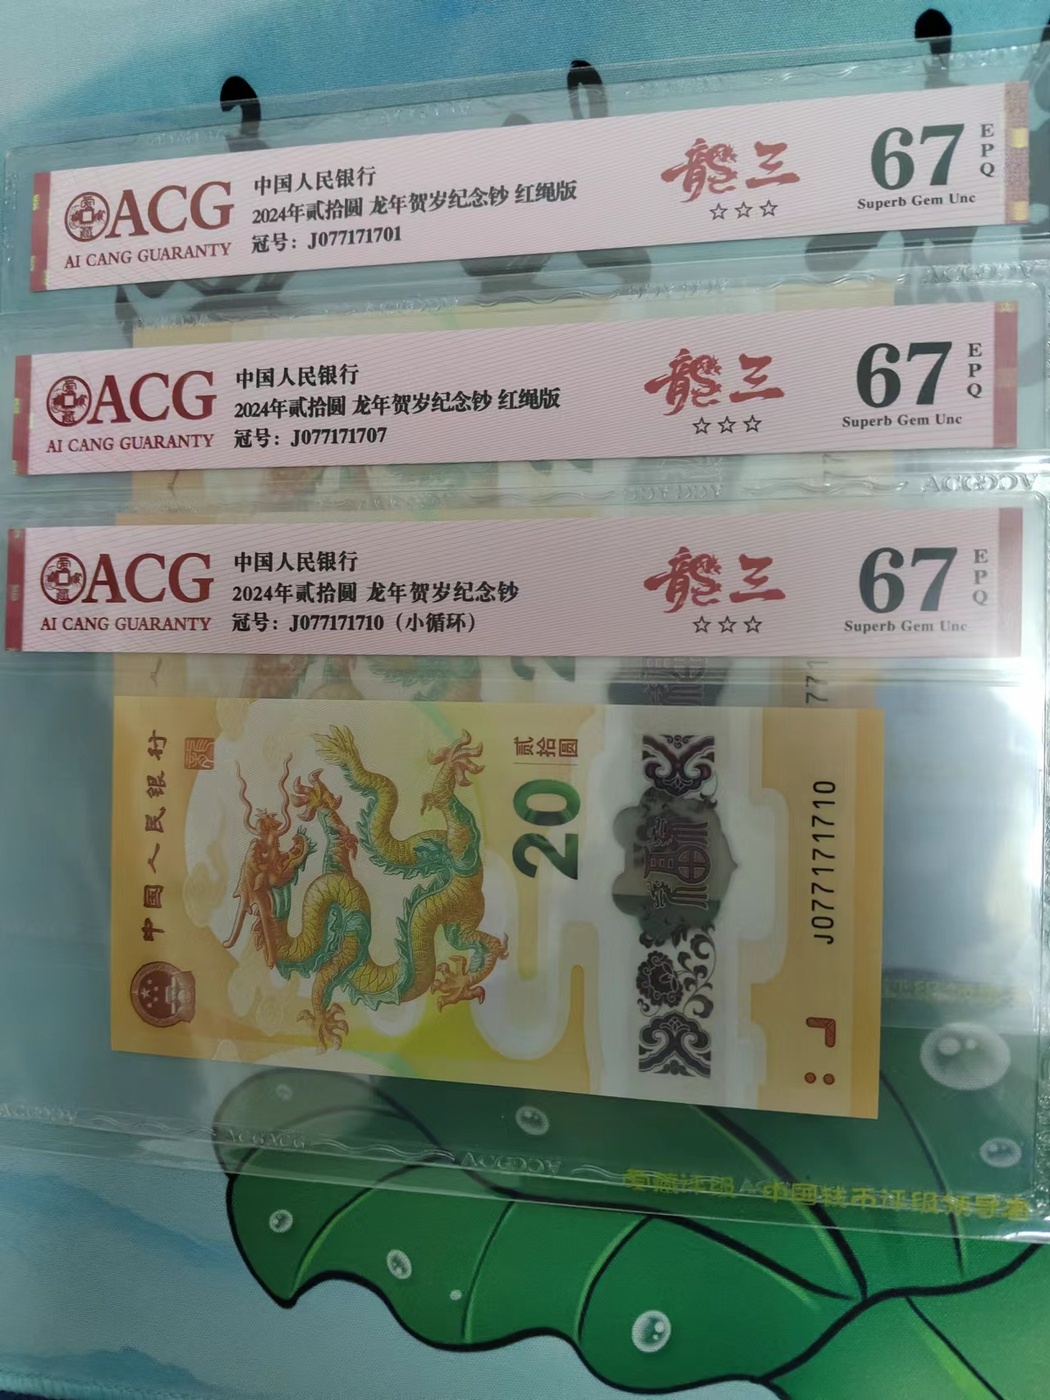 ACG
AI CANG GUARANTY
中国人民银行
2024年贰拾圆 龙年贺岁纪念钞 红绳版
冠号：J077171701
龍三
☆☆☆
67
EPQ
Superb Gem Unc
ACG
AI CANG GUARANTY
中国人民银行
2024年贰拾圆 龙年贺岁纪念钞 红绳版
冠号：J077171707
龍三
☆☆☆
67
EPQ
Superb Gem Unc
ACG
AI CANG GUARANTY
中国人民银行
2024年贰拾圆 龙年贺岁纪念钞
冠号：J077171710（小循环）
龍三
☆☆☆
67
EPQ
Superb Gem Unc
中国人民银行
贰拾圆
20
J077171710